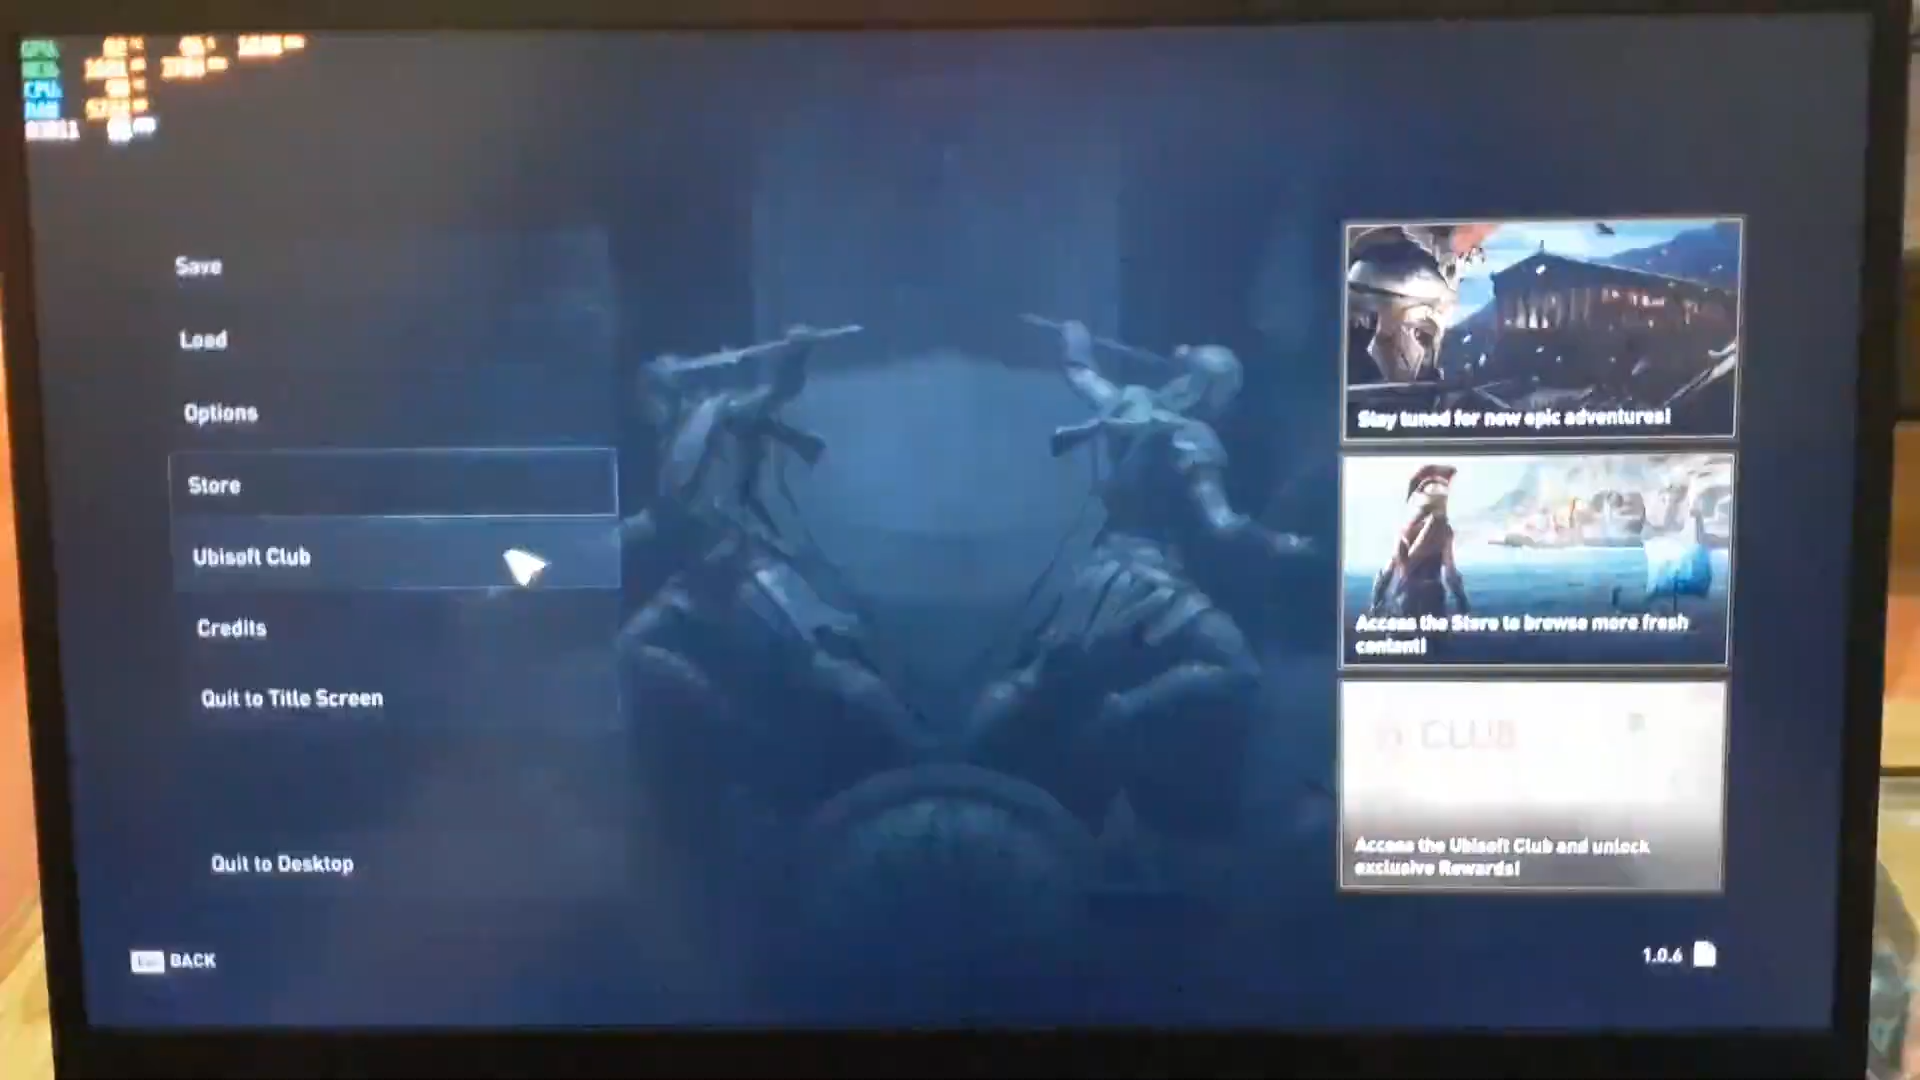 CPU
Save
Load
Options
Store
Ubisoft Club
Credits
Quit to Title Screen
Quit to Desktop
BACK
Stay tuned for new epic adventures!
Access the Store to browse more fresh
content!
CLUB
Access the Ubisoft Club and unlock
exclusive Rewards!
1.0.6